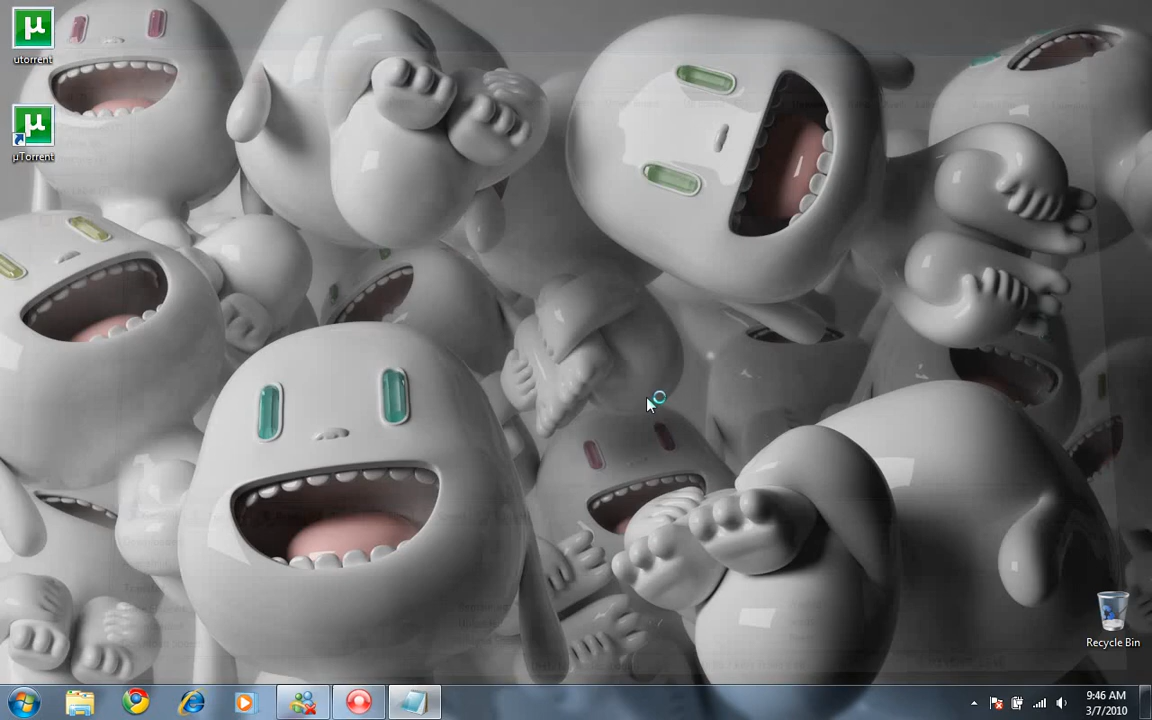 µ
utorrent
µ
µTorrent
Recycle Bin
9:46 AM
3/7/2010